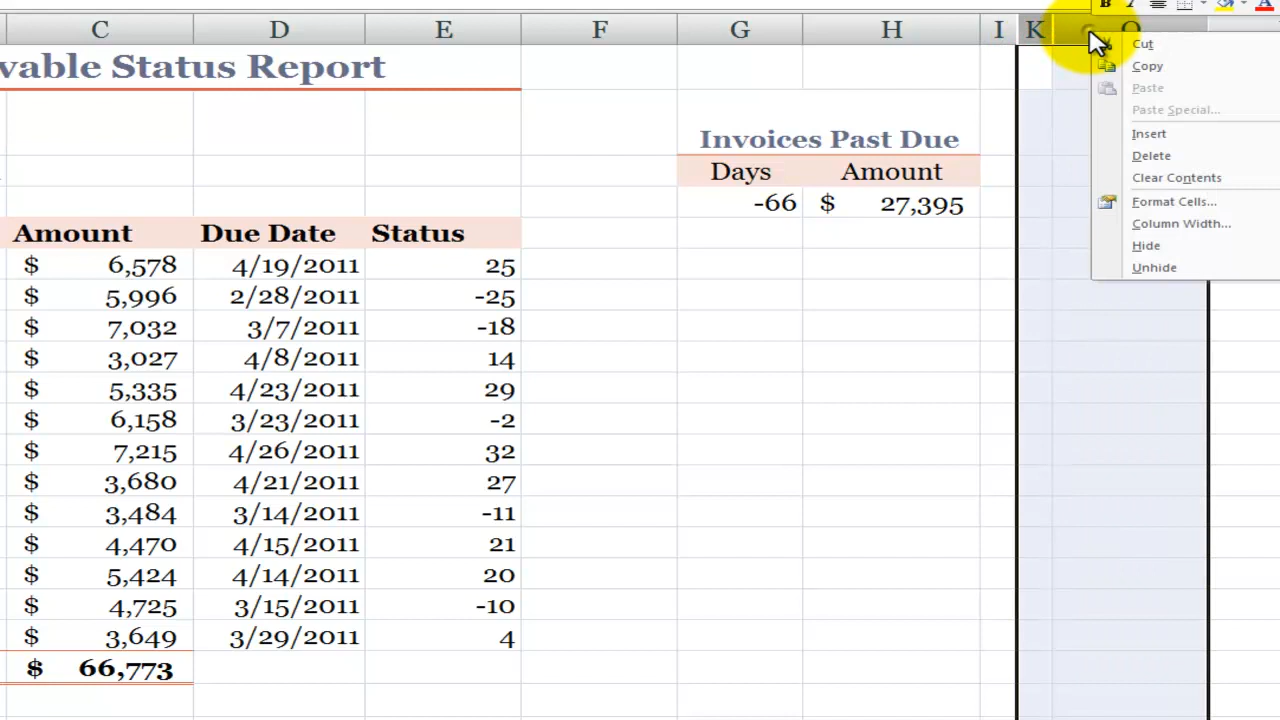 B I A
C D E F G H I K O
vable Status Report
Invoices Past Due
Days Amount
-66 $ 27,395
Amount Due Date Status
$ 6,578 4/19/2011 25
$ 5,996 2/28/2011 -25
$ 7,032 3/7/2011 -18
$ 3,027 4/8/2011 14
$ 5,335 4/23/2011 29
$ 6,158 3/23/2011 -2
$ 7,215 4/26/2011 32
$ 3,680 4/21/2011 27
$ 3,484 3/14/2011 -11
$ 4,470 4/15/2011 21
$ 5,424 4/14/2011 20
$ 4,725 3/15/2011 -10
$ 3,649 3/29/2011 4
$ 66,773
Cut
Copy
Paste
Paste Special...
Insert
Delete
Clear Contents
Format Cells...
Column Width...
Hide
Unhide